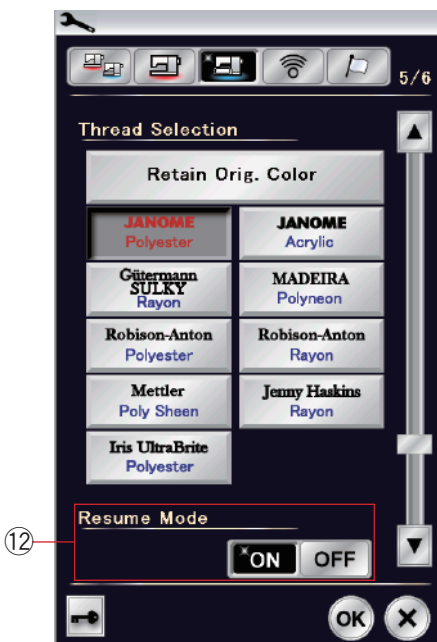 5/6
Thread Selection
Retain Orig. Color
JANOME
Polyester
JANOME
Acrylic
Gütermann
SULKY
Rayon
MADEIRA
Polyneon
Robison-Anton
Polyester
Robison-Anton
Rayon
Mettler
Poly Sheen
Jenny Haskins
Rayon
Iris UltraBrite
Polyester
Resume Mode
⑫
ON
OFF
OK